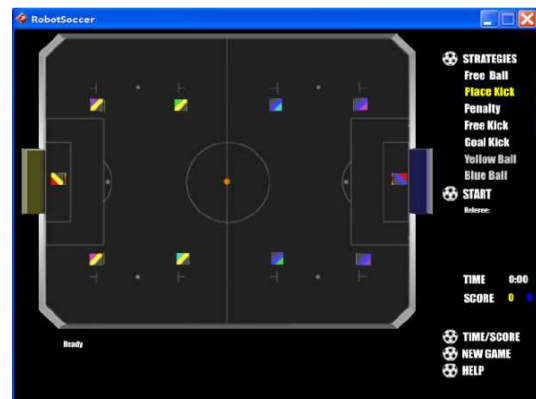 RobotSoccer
STRATEGIES
Free Ball
Place Kick
Penalty
Free Kick
Goal Kick
Yellow Ball
Blue Ball
START
Referee:
TIME 0:00
SCORE 0 0
Ready
TIME/SCORE
NEW GAME
HELP